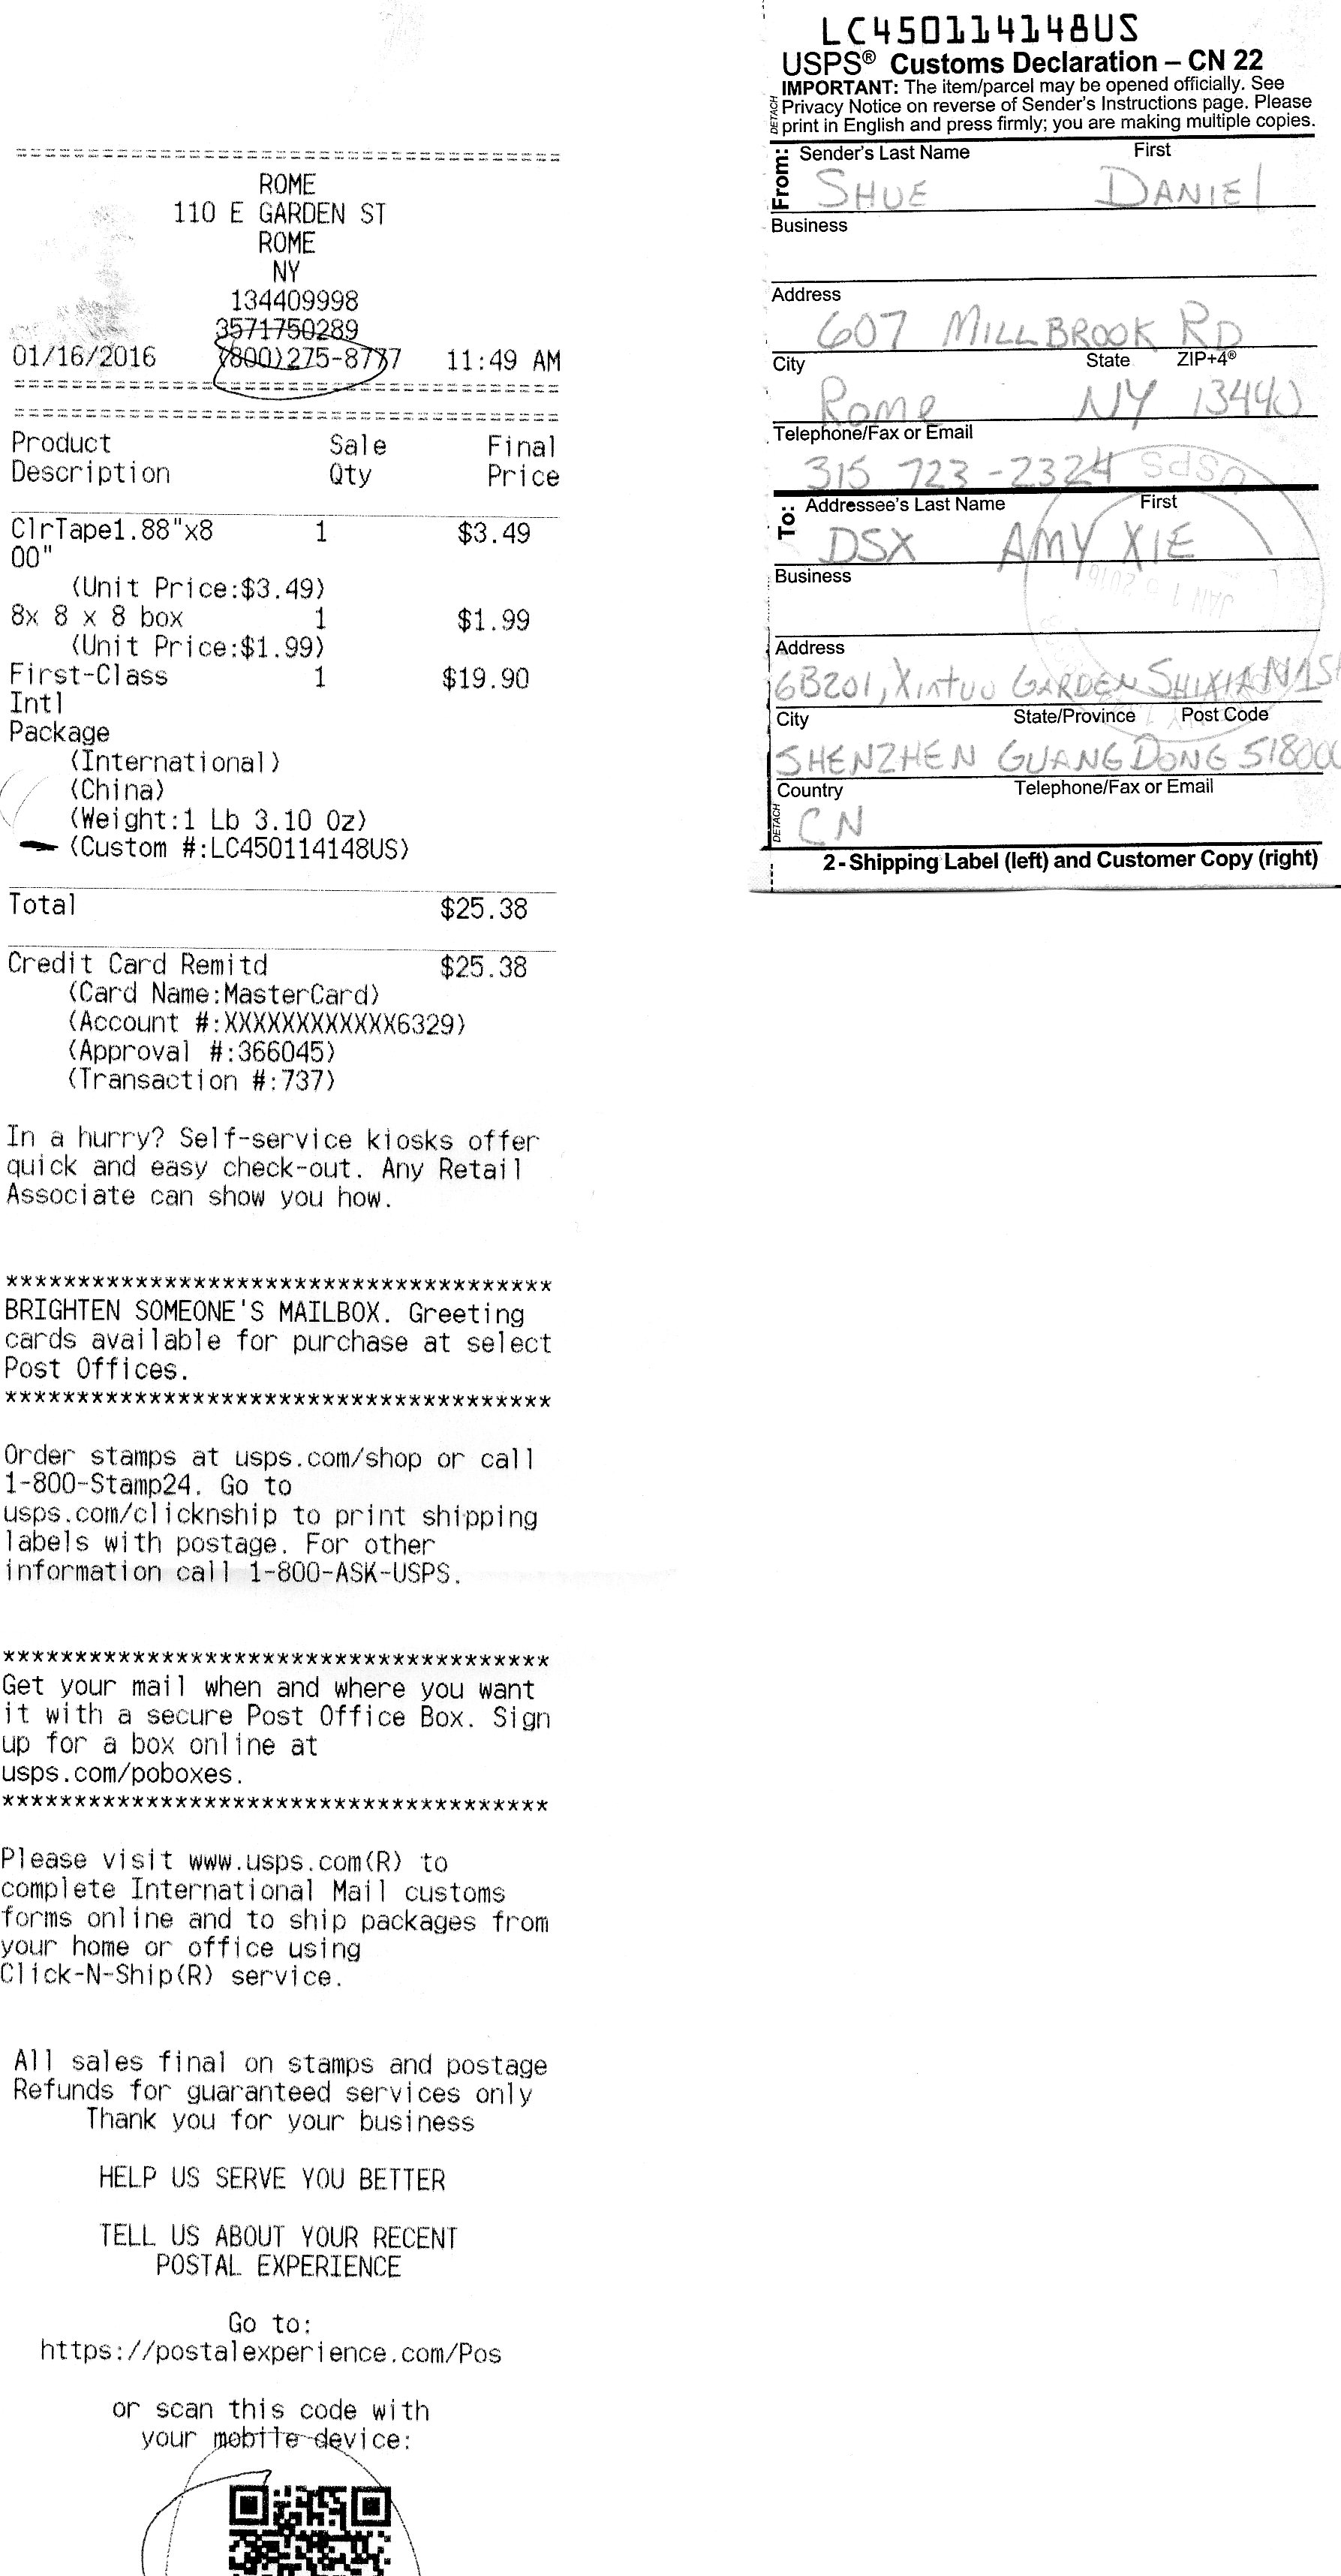 ROME
110 E GARDEN ST
ROME
NY
134409998
3571750289
01/16/2016 (800)275-8777 11:49 AM
Product Sale Final
Description Qty Price
ClrTape1.88"x8 1 $3.49
00"
(Unit Price:$3.49)
8x 8 x 8 box 1 $1.99
(Unit Price:$1.99)
First-Class 1 $19.90
Intl
Package
(International)
(China)
(Weight:1 Lb 3.10 Oz)
(Custom #:LC450114148US)
Total $25.38
Credit Card Remitd $25.38
(Card Name:MasterCard)
(Account #:XXXXXXXXXXXX6329)
(Approval #:366045)
(Transaction #:737)
In a hurry? Self-service kiosks offer
quick and easy check-out. Any Retail
Associate can show you how.
**************************************
BRIGHTEN SOMEONE'S MAILBOX. Greeting
cards available for purchase at select
Post Offices.
**************************************
Order stamps at usps.com/shop or call
1-800-Stamp24. Go to
usps.com/clicknship to print shipping
labels with postage. For other
information call 1-800-ASK-USPS.
**************************************
Get your mail when and where you want
it with a secure Post Office Box. Sign
up for a box online at
usps.com/poboxes.
**************************************
Please visit www.usps.com(R) to
complete International Mail customs
forms online and to ship packages from
your home or office using
Click-N-Ship(R) service.
All sales final on stamps and postage
Refunds for guaranteed services only
Thank you for your business
HELP US SERVE YOU BETTER
TELL US ABOUT YOUR RECENT
POSTAL EXPERIENCE
Go to:
https://postalexperience.com/Pos
or scan this code with
your mobile device:
LC450114148US
USPS® Customs Declaration – CN 22
IMPORTANT: The item/parcel may be opened officially. See
Privacy Notice on reverse of Sender's Instructions page. Please
print in English and press firmly; you are making multiple copies.
DETACH
From:
Sender's Last Name First
SHUE DANIEl
Business
Address
607 MILLBROOK RD
City State ZIP+4®
Rome NY 13440
Telephone/Fax or Email
315 723-2324
USPS
To:
Addressee's Last Name First
DSX AMY XIE
JAN 16 2016
Business
Address
6B201, Xintuo GARDEN SHIXIA
City State/Province Post Code
SHENZHEN GUANGDONG 51800
Country Telephone/Fax or Email
CN
DETACH
2 - Shipping Label (left) and Customer Copy (right)